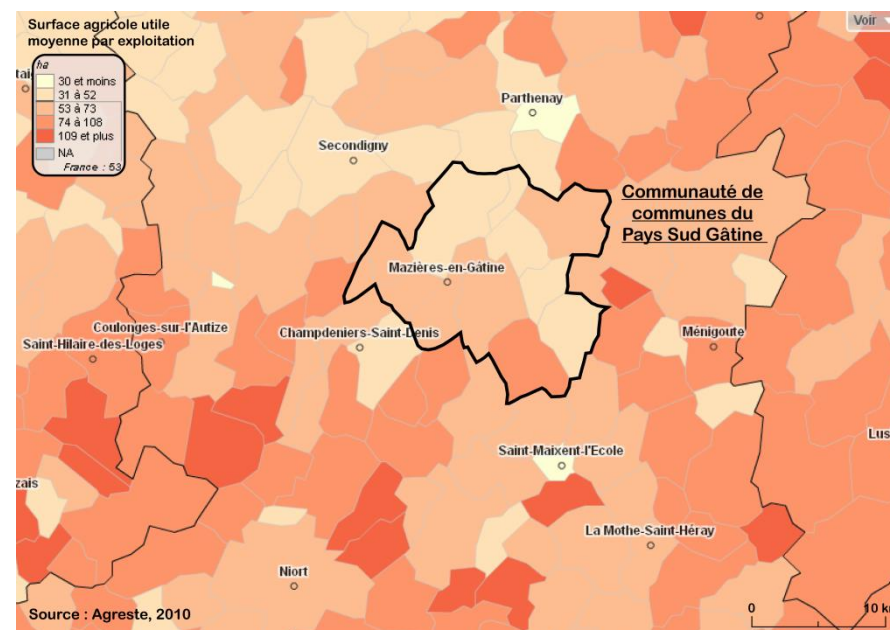 Surface agricole utile
moyenne par exploitation
ha
30 et moins
31 à 52
53 à 73
74 à 108
109 et plus
NA
France : 53
Voir
Parthenay
Secondigny
Communauté de
communes du
Pays Sud Gâtine
Mazières-en-Gâtine
Coulonges-sur-l'Autize
Champdeniers-Saint-Denis
Ménigoute
Saint-Hilaire-des-Loges
Lus
Saint-Maixent-l'Ecole
zais
La Mothe-Saint-Héray
Niort
Source : Agreste, 2010
0
10 k